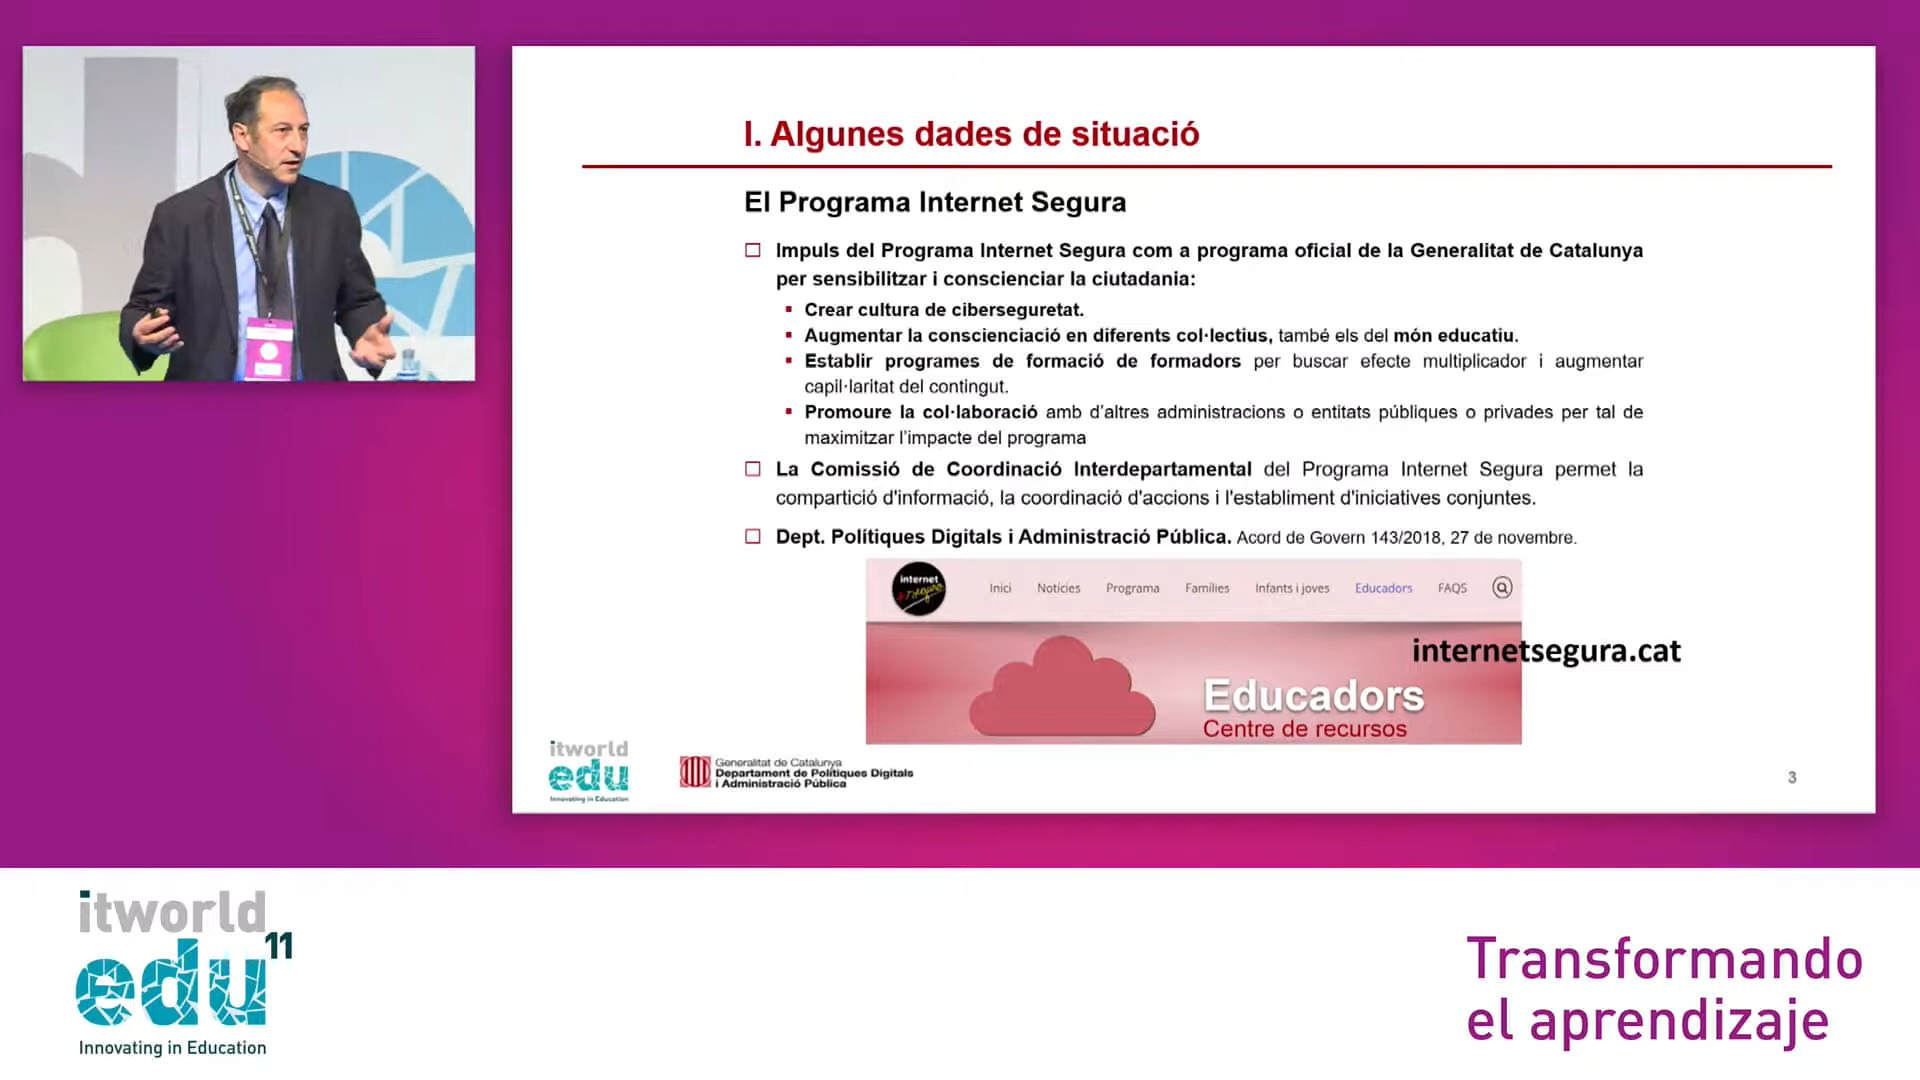 I. Algunes dades de situació
El Programa Internet Segura
Impuls del Programa Internet Segura com a programa oficial de la Generalitat de Catalunya
per sensibilitzar i conscienciar la ciutadania:
Crear cultura de ciberseguretat.
Augmentar la conscienciació en diferents col·lectius, també els del món educatiu.
Establir programes de formació de formadors per buscar efecte multiplicador i augmentar
capil·laritat del contingut.
Promoure la col·laboració amb d'altres administracions o entitats públiques o privades per tal de
maximitzar l'impacte del programa
La Comissió de Coordinació Interdepartamental del Programa Internet Segura permet la
compartició d'informació, la coordinació d'accions i l'establiment d'iniciatives conjuntes.
Dept. Polítiques Digitals i Administració Pública. Acord de Govern 143/2018, 27 de novembre.
internet
+segura
Inici Notícies Programa Famílies Infants i joves Educadors FAQS
internetsegura.cat
Educadors
Centre de recursos
itworld
edu
Innovating in Education
Generalitat de Catalunya
Departament de Polítiques Digitals
i Administració Pública
3
itworld
edu 11
Innovating in Education
Transformando
el aprendizaje